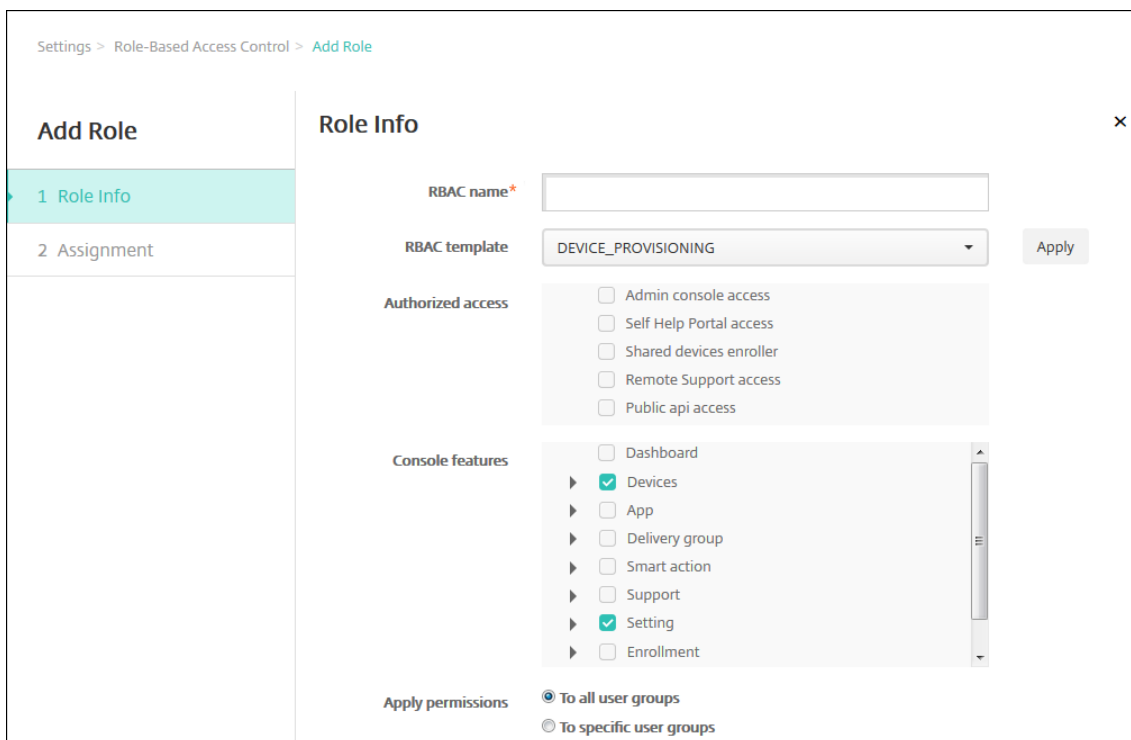 Settings > Role-Based Access Control > Add Role
Add Role
1 Role Info
2 Assignment
Role Info
×
RBAC name*
RBAC template
DEVICE_PROVISIONING
Apply
Authorized access
Admin console access
Self Help Portal access
Shared devices enroller
Remote Support access
Public api access
Console features
Dashboard
Devices
App
Delivery group
Smart action
Support
Setting
Enrollment
Apply permissions
To all user groups
To specific user groups